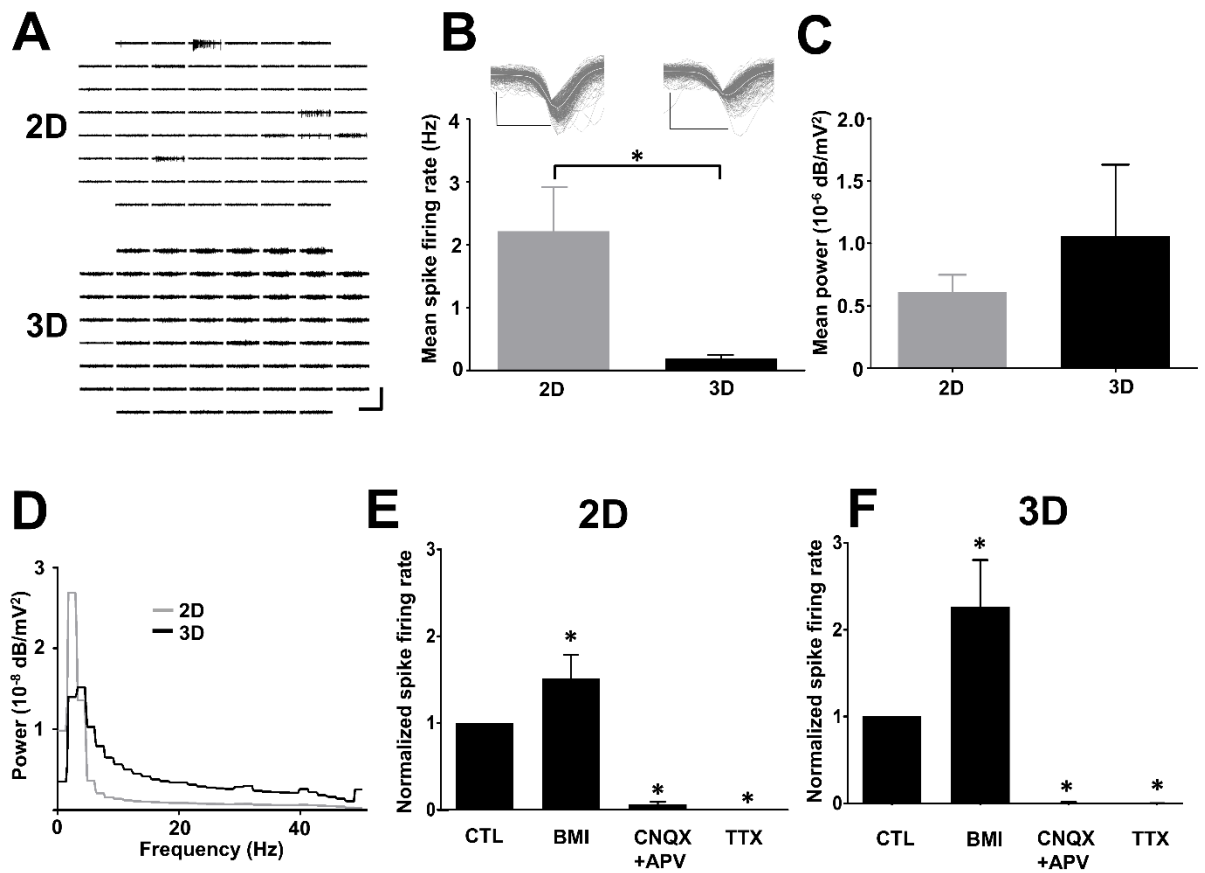 A
2D
3D
B
Mean spike firing rate (Hz)
4
3
2
1
0
*
2D
3D
C
Mean power (10-6 dB/mV2)
2.0
1.5
1.0
0.5
0
2D
3D
D
Power (10-8 dB/mV2)
3
2
1
2D
3D
0
20
40
Frequency (Hz)
E
2D
Normalized spike firing rate
3
2
1
0
*
*
*
CTL
BMI
CNQX
+APV
TTX
F
3D
Normalized spike firing rate
3
2
1
0
*
*
*
CTL
BMI
CNQX
+APV
TTX